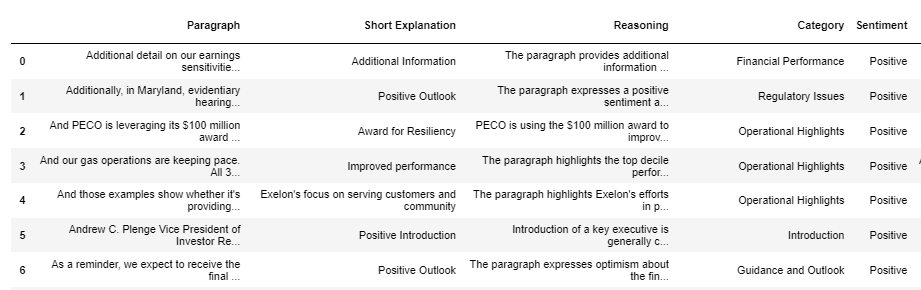 Paragraph Short Explanation Reasoning Category Sentiment
0 Additional detail on our earnings sensitivitie... Additional Information The paragraph provides additional information ... Financial Performance Positive
1 Additionally, in Maryland, evidentiary hearing... Positive Outlook The paragraph expresses a positive sentiment a... Regulatory Issues Positive
2 And PECO is leveraging its $100 million award ... Award for Resiliency PECO is using the $100 million award to improv... Operational Highlights Positive
3 And our gas operations are keeping pace. All 3... Improved performance The paragraph highlights the top decile perfor... Operational Highlights Positive
4 And those examples show whether it's providing... Exelon's focus on serving customers and community The paragraph highlights Exelon's efforts in p... Operational Highlights Positive
5 Andrew C. Plenge Vice President of Investor Re... Positive Introduction Introduction of a key executive is generally c... Introduction Positive
6 As a reminder, we expect to receive the final ... Positive Outlook The paragraph expresses optimism about the fin... Guidance and Outlook Positive